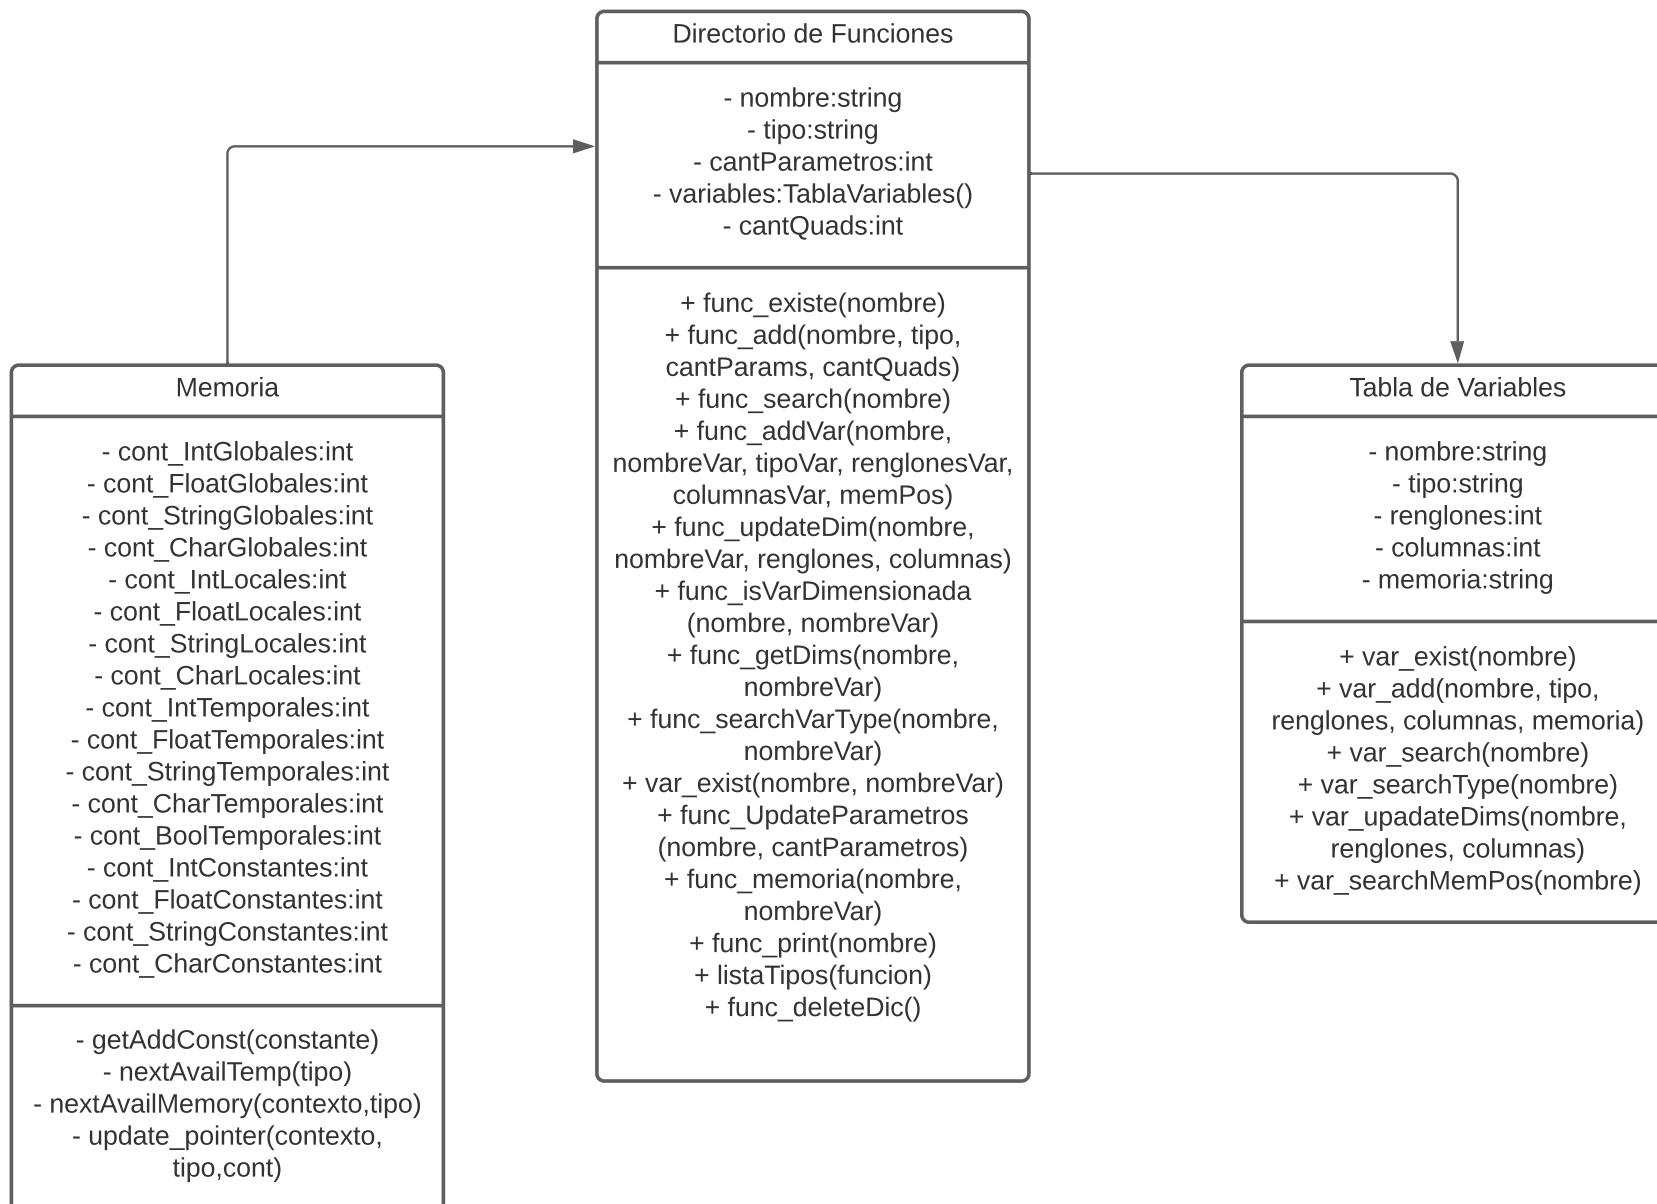 Directorio de Funciones
- nombre:string
- tipo:string
- cantParametros:int
- variables:TablaVariables()
- cantQuads:int
+ func_existe(nombre)
+ func_add(nombre, tipo,
cantParams, cantQuads)
+ func_search(nombre)
+ func_addVar(nombre,
nombreVar, tipoVar, renglonesVar,
columnasVar, memPos)
+ func_updateDim(nombre,
nombreVar, renglones, columnas)
+ func_isVarDimensionada
(nombre, nombreVar)
+ func_getDims(nombre,
nombreVar)
+ func_searchVarType(nombre,
nombreVar)
+ var_exist(nombre, nombreVar)
+ func_UpdateParametros
(nombre, cantParametros)
+ func_memoria(nombre,
nombreVar)
+ func_print(nombre)
+ listaTipos(funcion)
+ func_deleteDic()
Memoria
- cont_IntGlobales:int
- cont_FloatGlobales:int
- cont_StringGlobales:int
- cont_CharGlobales:int
- cont_IntLocales:int
- cont_FloatLocales:int
- cont_StringLocales:int
- cont_CharLocales:int
- cont_IntTemporales:int
- cont_FloatTemporales:int
- cont_StringTemporales:int
- cont_CharTemporales:int
- cont_BoolTemporales:int
- cont_IntConstantes:int
- cont_FloatConstantes:int
- cont_StringConstantes:int
- cont_CharConstantes:int
- getAddConst(constante)
- nextAvailTemp(tipo)
- nextAvailMemory(contexto,tipo)
- update_pointer(contexto,
tipo,cont)
Tabla de Variables
- nombre:string
- tipo:string
- renglones:int
- columnas:int
- memoria:string
+ var_exist(nombre)
+ var_add(nombre, tipo,
renglones, columnas, memoria)
+ var_search(nombre)
+ var_searchType(nombre)
+ var_upadateDims(nombre,
renglones, columnas)
+ var_searchMemPos(nombre)